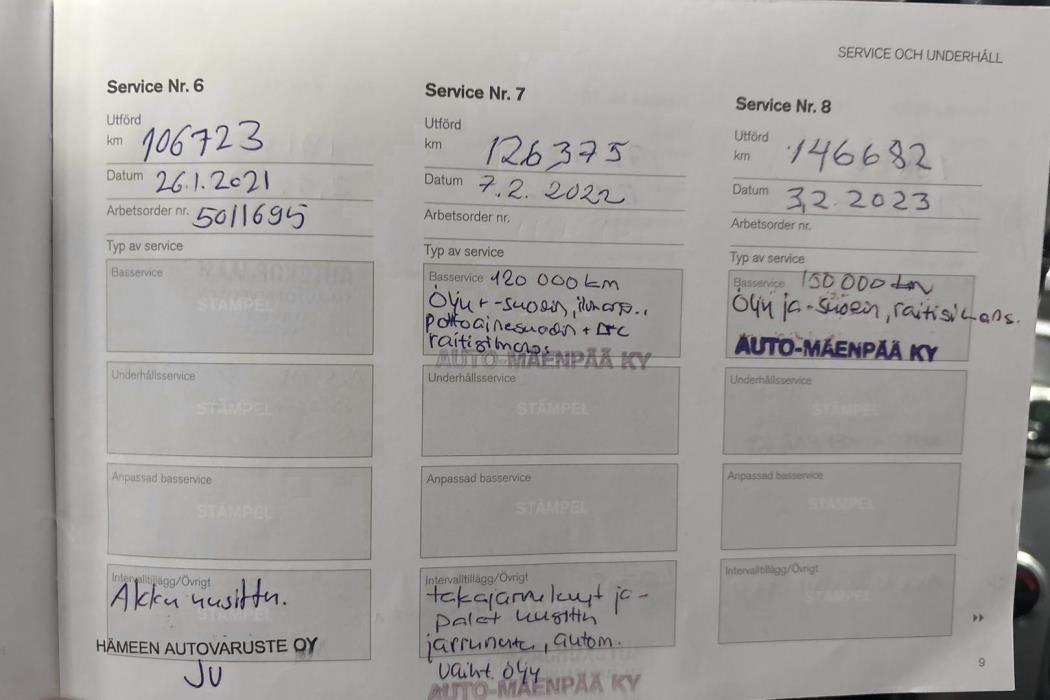 SERVICE OCH UNDERHÅLL
Service Nr. 6
Utförd
km 106723
Datum 26.1.2021
Arbetsorder nr. 5011695
Typ av service
Basservice
STÄMPEL
Underhållsservice
STÄMPEL
Anpassad basservice
STÄMPEL
Intervalltillägg/Övrigt
Akku uusittu.
HÄMEEN AUTOVARUSTE OY
JU
Service Nr. 7
Utförd
km 126375
Datum 7.2.2022
Arbetsorder nr.
Typ av service
Basservice 120 000 km
Öljy + -suodin,
polttoainesuodin +
raitisilmans
AUTO-MÄENPÄÄ KY
Underhållsservice
STÄMPEL
Anpassad basservice
STÄMPEL
Intervalltillägg/Övrigt
takajarrulevyt ja -
palat uusittu
jarruneste, autom.
vaiht. öljy
AUTO-MÄENPÄÄ KY
Service Nr. 8
Utförd
km 146682
Datum 3.2.2023
Arbetsorder nr.
Typ av service
Basservice 150 000 km
Öljy ja -suodin, raitisilmans.
AUTO-MÄENPÄÄ KY
Underhållsservice
STÄMPEL
Anpassad basservice
STÄMPEL
Intervalltillägg/Övrigt
9